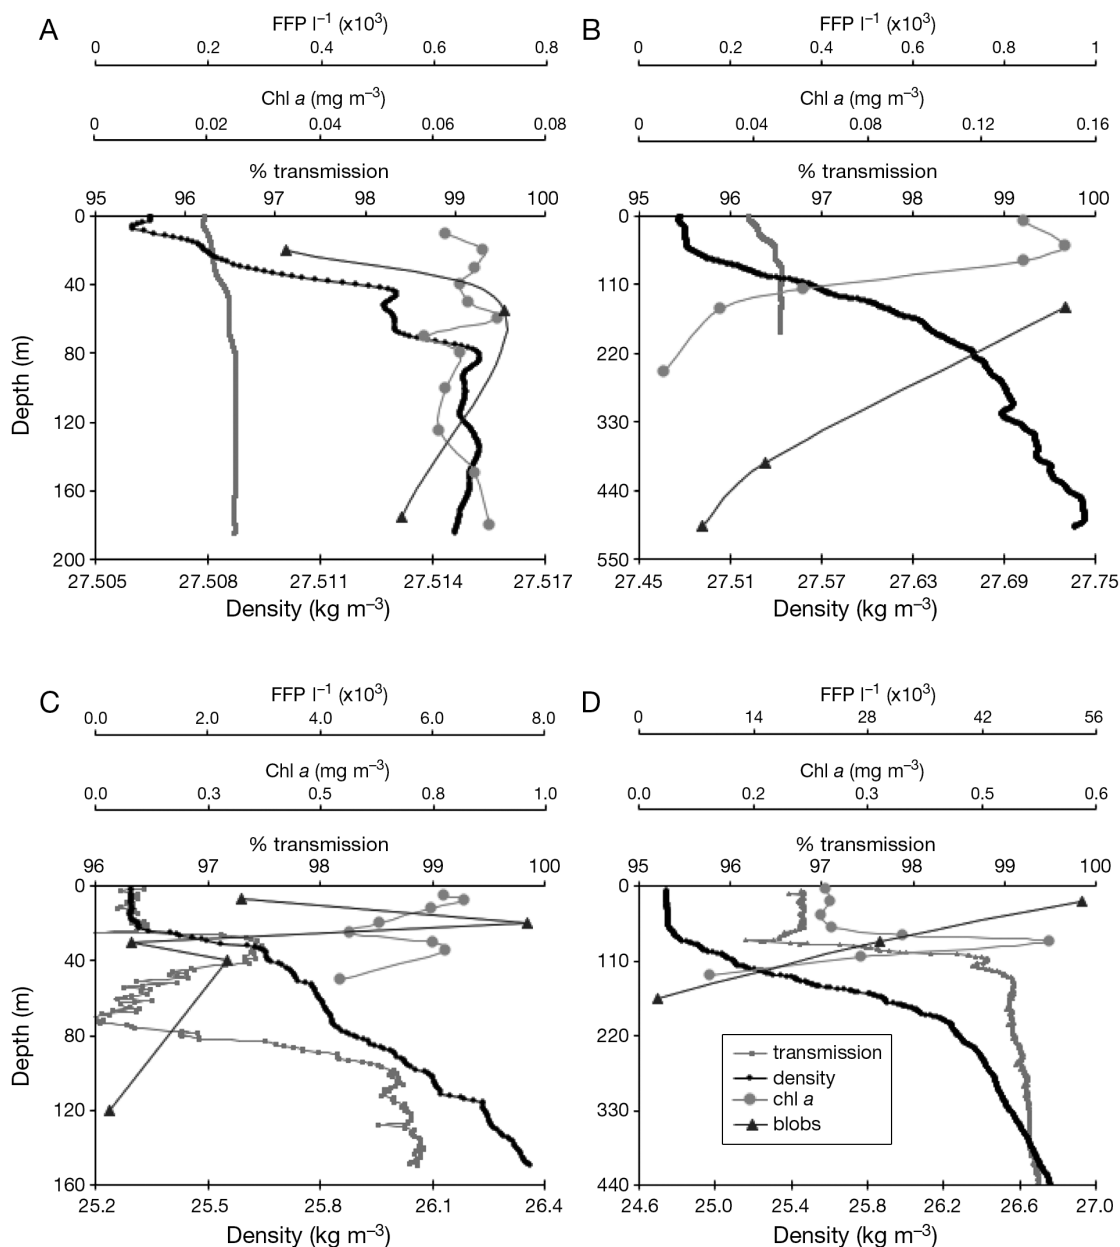 A
FFP l–1 (x10³)
0 0.2 0.4 0.6 0.8
Chl a (mg m–3)
0 0.02 0.04 0.06 0.08
% transmission
95 96 97 98 99 100
Depth (m)
0
40
80
120
160
200
27.505 27.508 27.511 27.514 27.517
Density (kg m–3)
B
FFP l–1 (x10³)
0 0.2 0.4 0.6 0.8 1
Chl a (mg m–3)
0 0.04 0.08 0.12 0.16
% transmission
95 96 97 98 99 100
0
110
220
330
440
550
27.45 27.51 27.57 27.63 27.69 27.75
Density (kg m–3)
C
FFP l–1 (x10³)
0.0 2.0 4.0 6.0 8.0
Chl a (mg m–3)
0.0 0.3 0.5 0.8 1.0
% transmission
96 97 98 99 100
Depth (m)
0
40
80
120
160
25.2 25.5 25.8 26.1 26.4
Density (kg m–3)
D
FFP l–1 (x10³)
0 14 28 42 56
Chl a (mg m–3)
0.0 0.2 0.3 0.5 0.6
% transmission
95 96 97 98 99 100
0
110
220
330
440
transmission
density
chl a
blobs
24.6 25.0 25.4 25.8 26.2 26.6 27.0
Density (kg m–3)